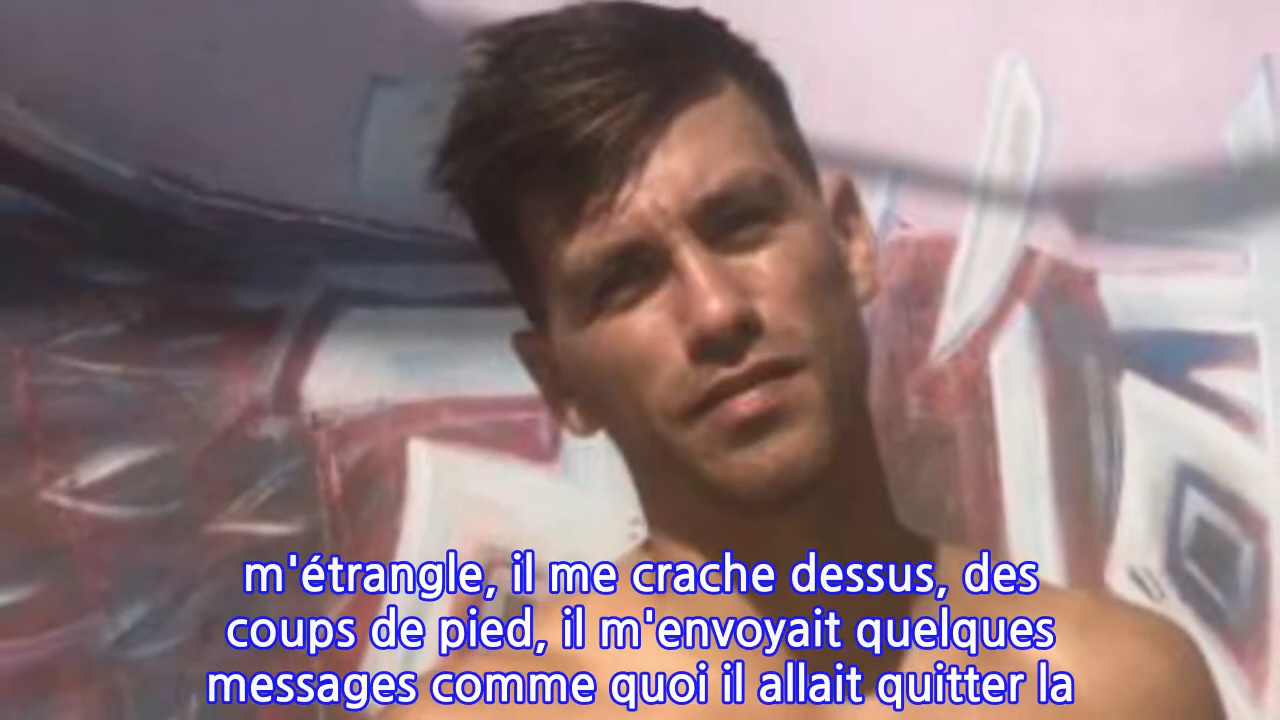 m'étrangle, il me crache dessus, des
coups de pied, il m'envoyait quelques
messages comme quoi il allait quitter la